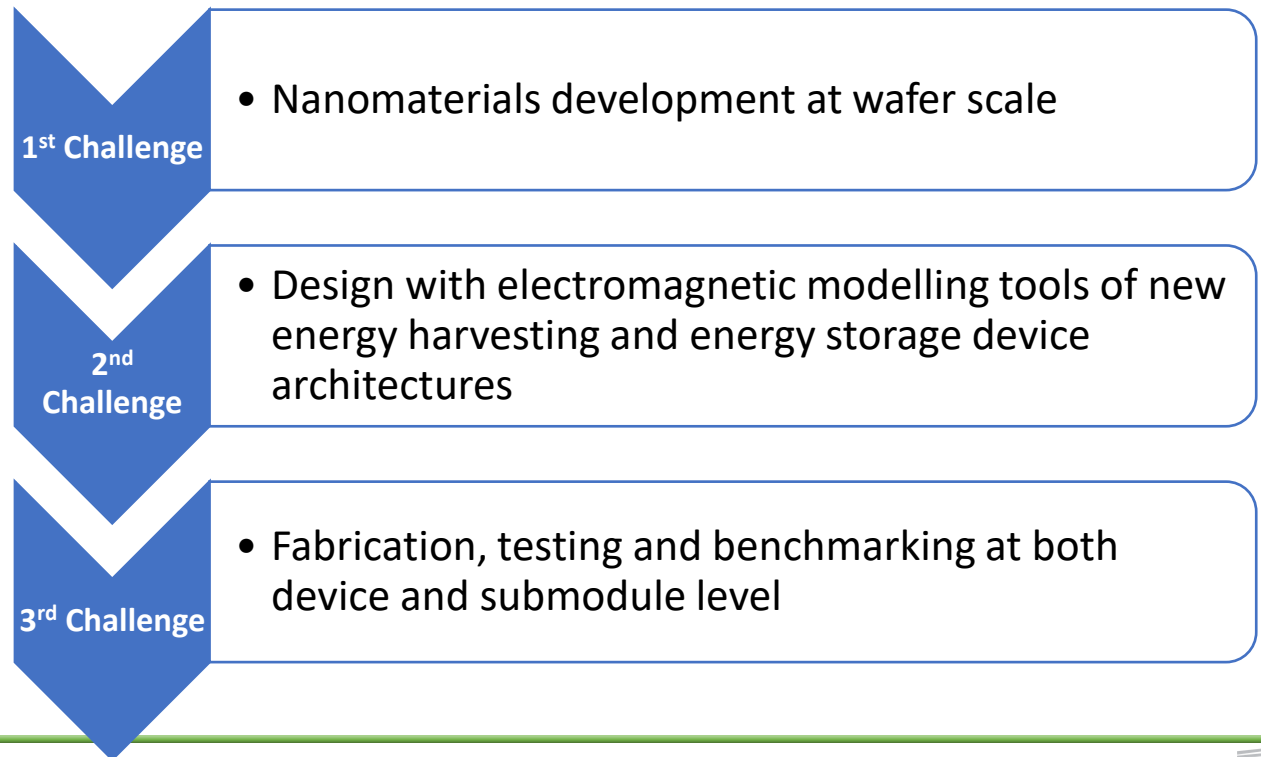 1st Challenge
• Nanomaterials development at wafer scale
2nd
Challenge
• Design with electromagnetic modelling tools of new
energy harvesting and energy storage device
architectures
3rd Challenge
• Fabrication, testing and benchmarking at both
device and submodule level